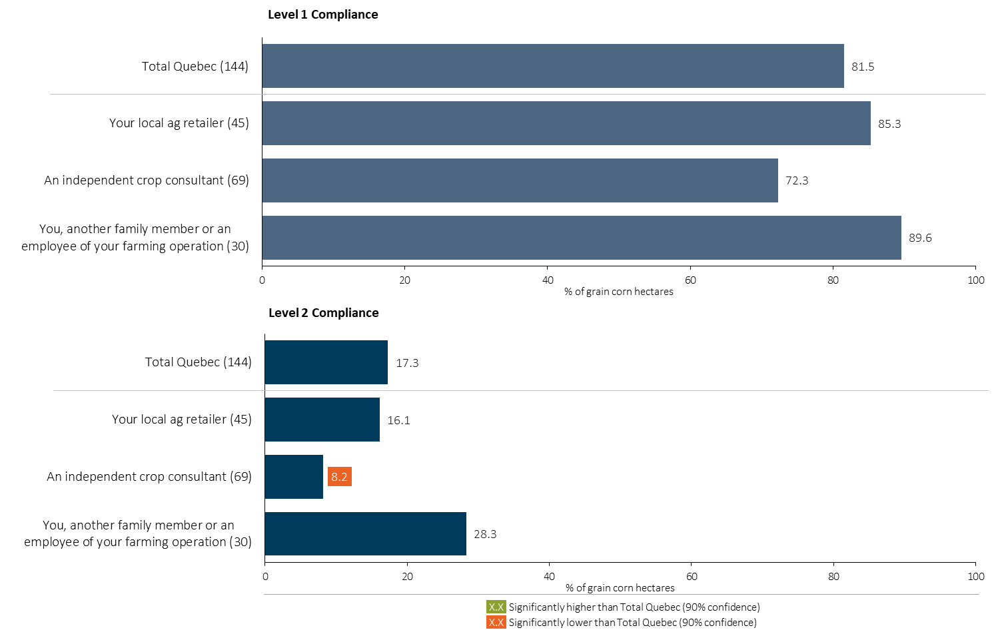 Level 1 Compliance
Total Quebec (144)
81.5
Your local ag retailer (45)
85.3
An independent crop consultant (69)
72.3
You, another family member or an
employee of your farming operation (30)
89.6
0 20 40 60 80 100
% of grain corn hectares
Level 2 Compliance
Total Quebec (144)
17.3
Your local ag retailer (45)
16.1
An independent crop consultant (69)
8.2
You, another family member or an
employee of your farming operation (30)
28.3
0 20 40 60 80 100
% of grain corn hectares
X.X Significantly higher than Total Quebec (90% confidence)
X.X Significantly lower than Total Quebec (90% confidence)